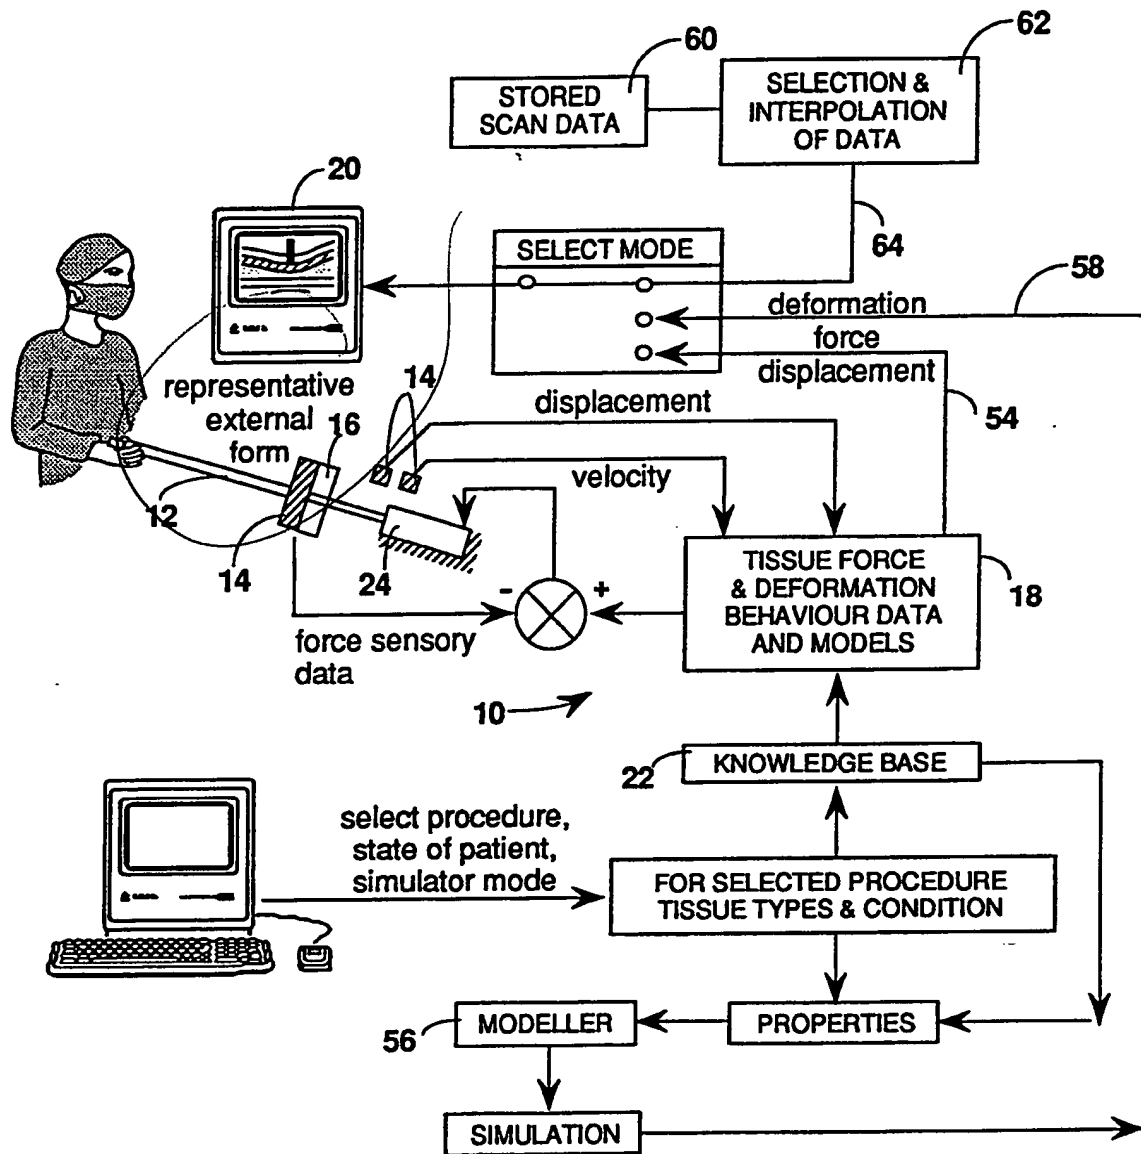 60
62
STORED
SCAN DATA
SELECTION &
INTERPOLATION
OF DATA
20
64
SELECT MODE
58
deformation
force
displacement
representative
external
form
14
16
displacement
54
velocity
12
14
24
-
+
TISSUE FORCE
& DEFORMATION
BEHAVIOUR DATA
AND MODELS
18
force sensory
data
10
22
KNOWLEDGE BASE
select procedure,
state of patient,
simulator mode
FOR SELECTED PROCEDURE
TISSUE TYPES & CONDITION
56
MODELLER
PROPERTIES
SIMULATION